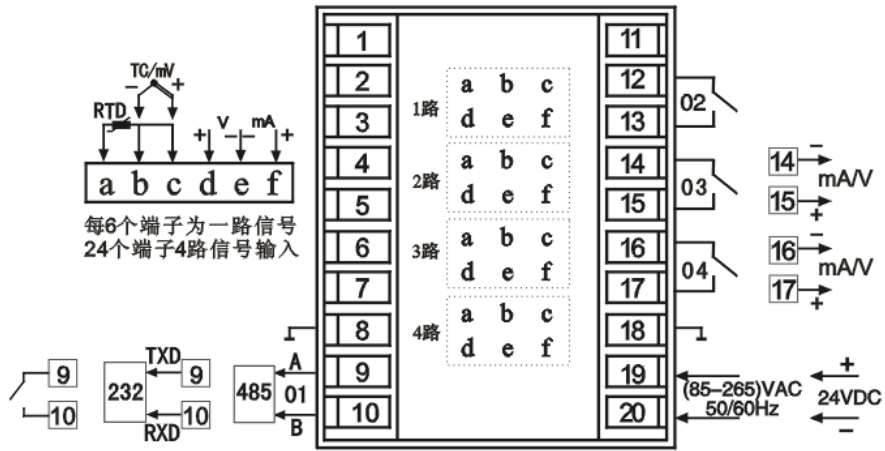 TC/mV
− +
RTD
V mA
+ − − +
a b c d e f
每6个端子为一路信号
24个端子4路信号输入
1
2
3
4
5
6
7
8
9
10
1路
a b c
d e f
2路
a b c
d e f
3路
a b c
d e f
4路
a b c
d e f
11
12
13
14
15
16
17
18
19
20
02
03
04
14 −
mA/V
15 +
16 −
mA/V
17 +
9
10
TXD
232
9
10
RXD
A
485 01
B
(85-265)VAC
50/60Hz
+
24VDC
−